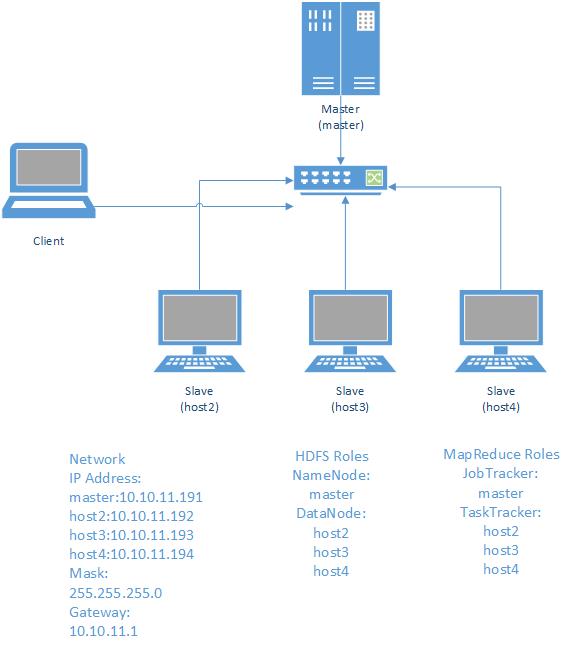 Master
(master)
Client
Slave
(host2)
Slave
(host3)
Slave
(host4)
Network
IP Address:
master:10.10.11.191
host2:10.10.11.192
host3:10.10.11.193
host4:10.10.11.194
Mask:
255.255.255.0
Gateway:
10.10.11.1
HDFS Roles
NameNode:
master
DataNode:
host2
host3
host4
MapReduce Roles
JobTracker:
master
TaskTracker:
host2
host3
host4